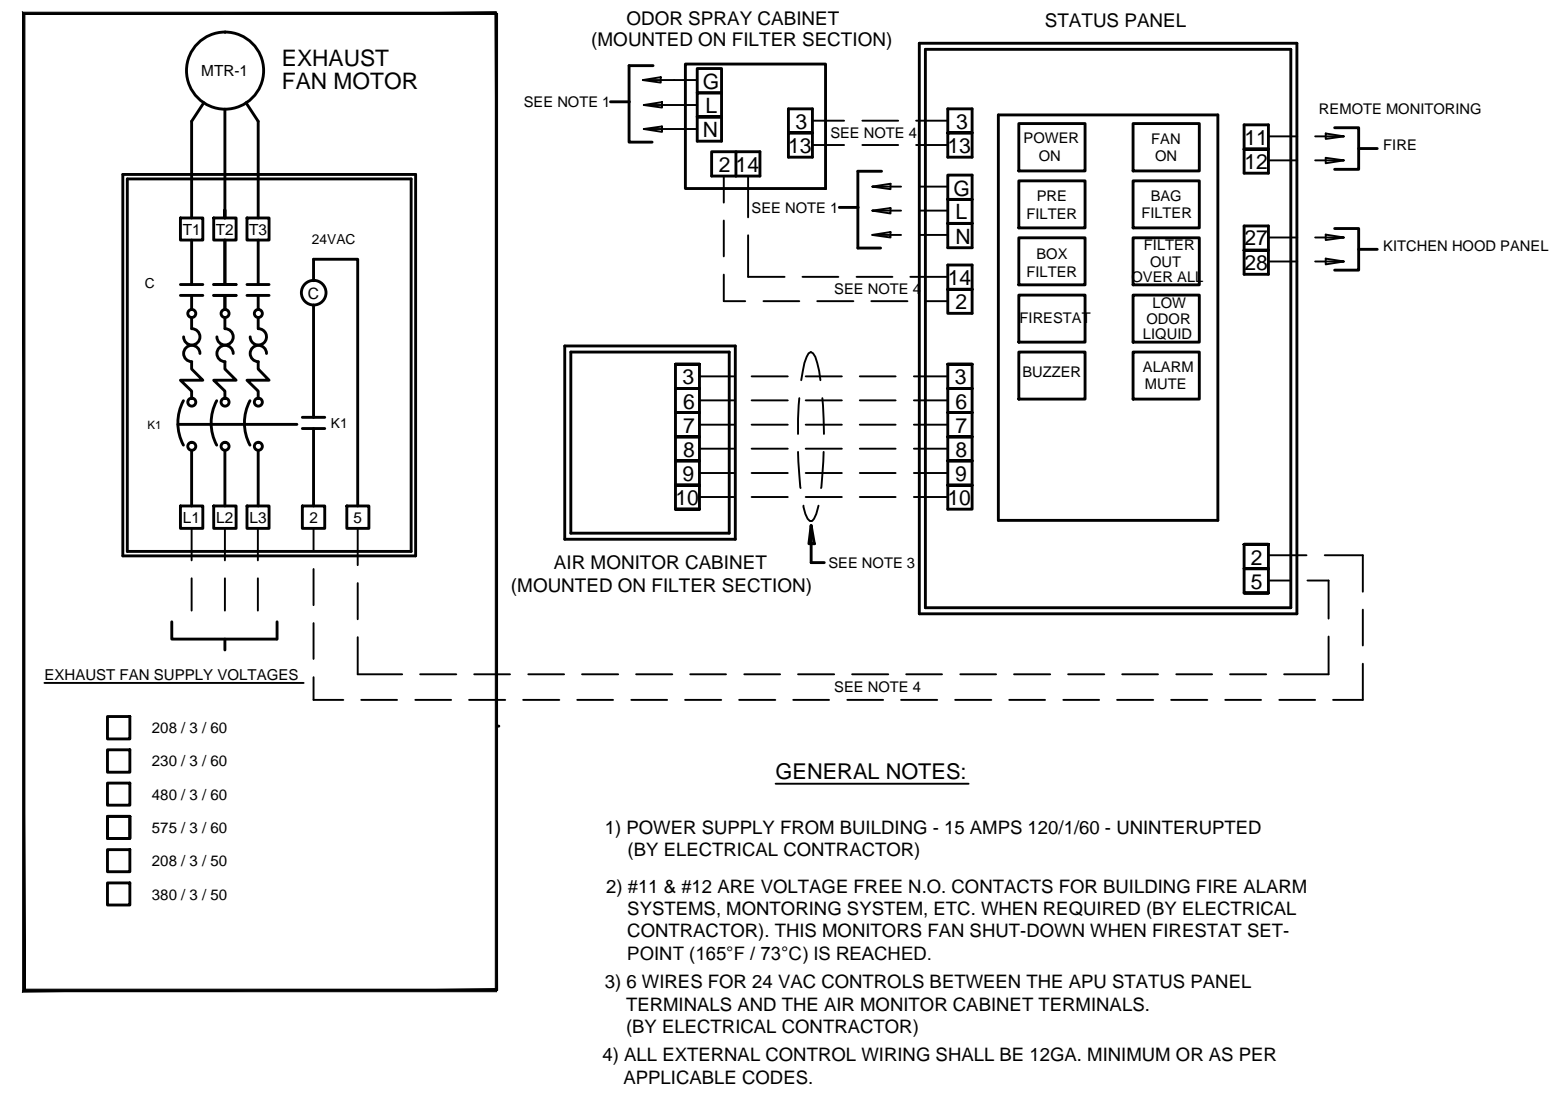 EXHAUST
FAN MOTOR
MTR-1
T1 T2 T3
24VAC
C
C
K1
K1
L1 L2 L3 2 5
EXHAUST FAN SUPPLY VOLTAGES
208 / 3 / 60
230 / 3 / 60
480 / 3 / 60
575 / 3 / 60
208 / 3 / 50
380 / 3 / 50
ODOR SPRAY CABINET
(MOUNTED ON FILTER SECTION)
SEE NOTE 1
G
L
N
3
13
2 14
SEE NOTE 4
SEE NOTE 1
SEE NOTE 4
AIR MONITOR CABINET
(MOUNTED ON FILTER SECTION)
3
6
7
8
9
10
SEE NOTE 3
STATUS PANEL
3
13
G
L
N
14
2
3
6
7
8
9
10
POWER
ON
FAN
ON
PRE
FILTER
BAG
FILTER
BOX
FILTER
FILTER
OUT
OVER ALL
FIRESTAT
LOW
ODOR
LIQUID
BUZZER
ALARM
MUTE
11
12
27
28
2
5
REMOTE MONITORING
FIRE
KITCHEN HOOD PANEL
SEE NOTE 4
GENERAL NOTES:
1) POWER SUPPLY FROM BUILDING - 15 AMPS 120/1/60 - UNINTERUPTED
(BY ELECTRICAL CONTRACTOR)
2) #11 & #12 ARE VOLTAGE FREE N.O. CONTACTS FOR BUILDING FIRE ALARM
SYSTEMS, MONTORING SYSTEM, ETC. WHEN REQUIRED (BY ELECTRICAL
CONTRACTOR). THIS MONITORS FAN SHUT-DOWN WHEN FIRESTAT SET-
POINT (165°F / 73°C) IS REACHED.
3) 6 WIRES FOR 24 VAC CONTROLS BETWEEN THE APU STATUS PANEL
TERMINALS AND THE AIR MONITOR CABINET TERMINALS.
(BY ELECTRICAL CONTRACTOR)
4) ALL EXTERNAL CONTROL WIRING SHALL BE 12GA. MINIMUM OR AS PER
APPLICABLE CODES.